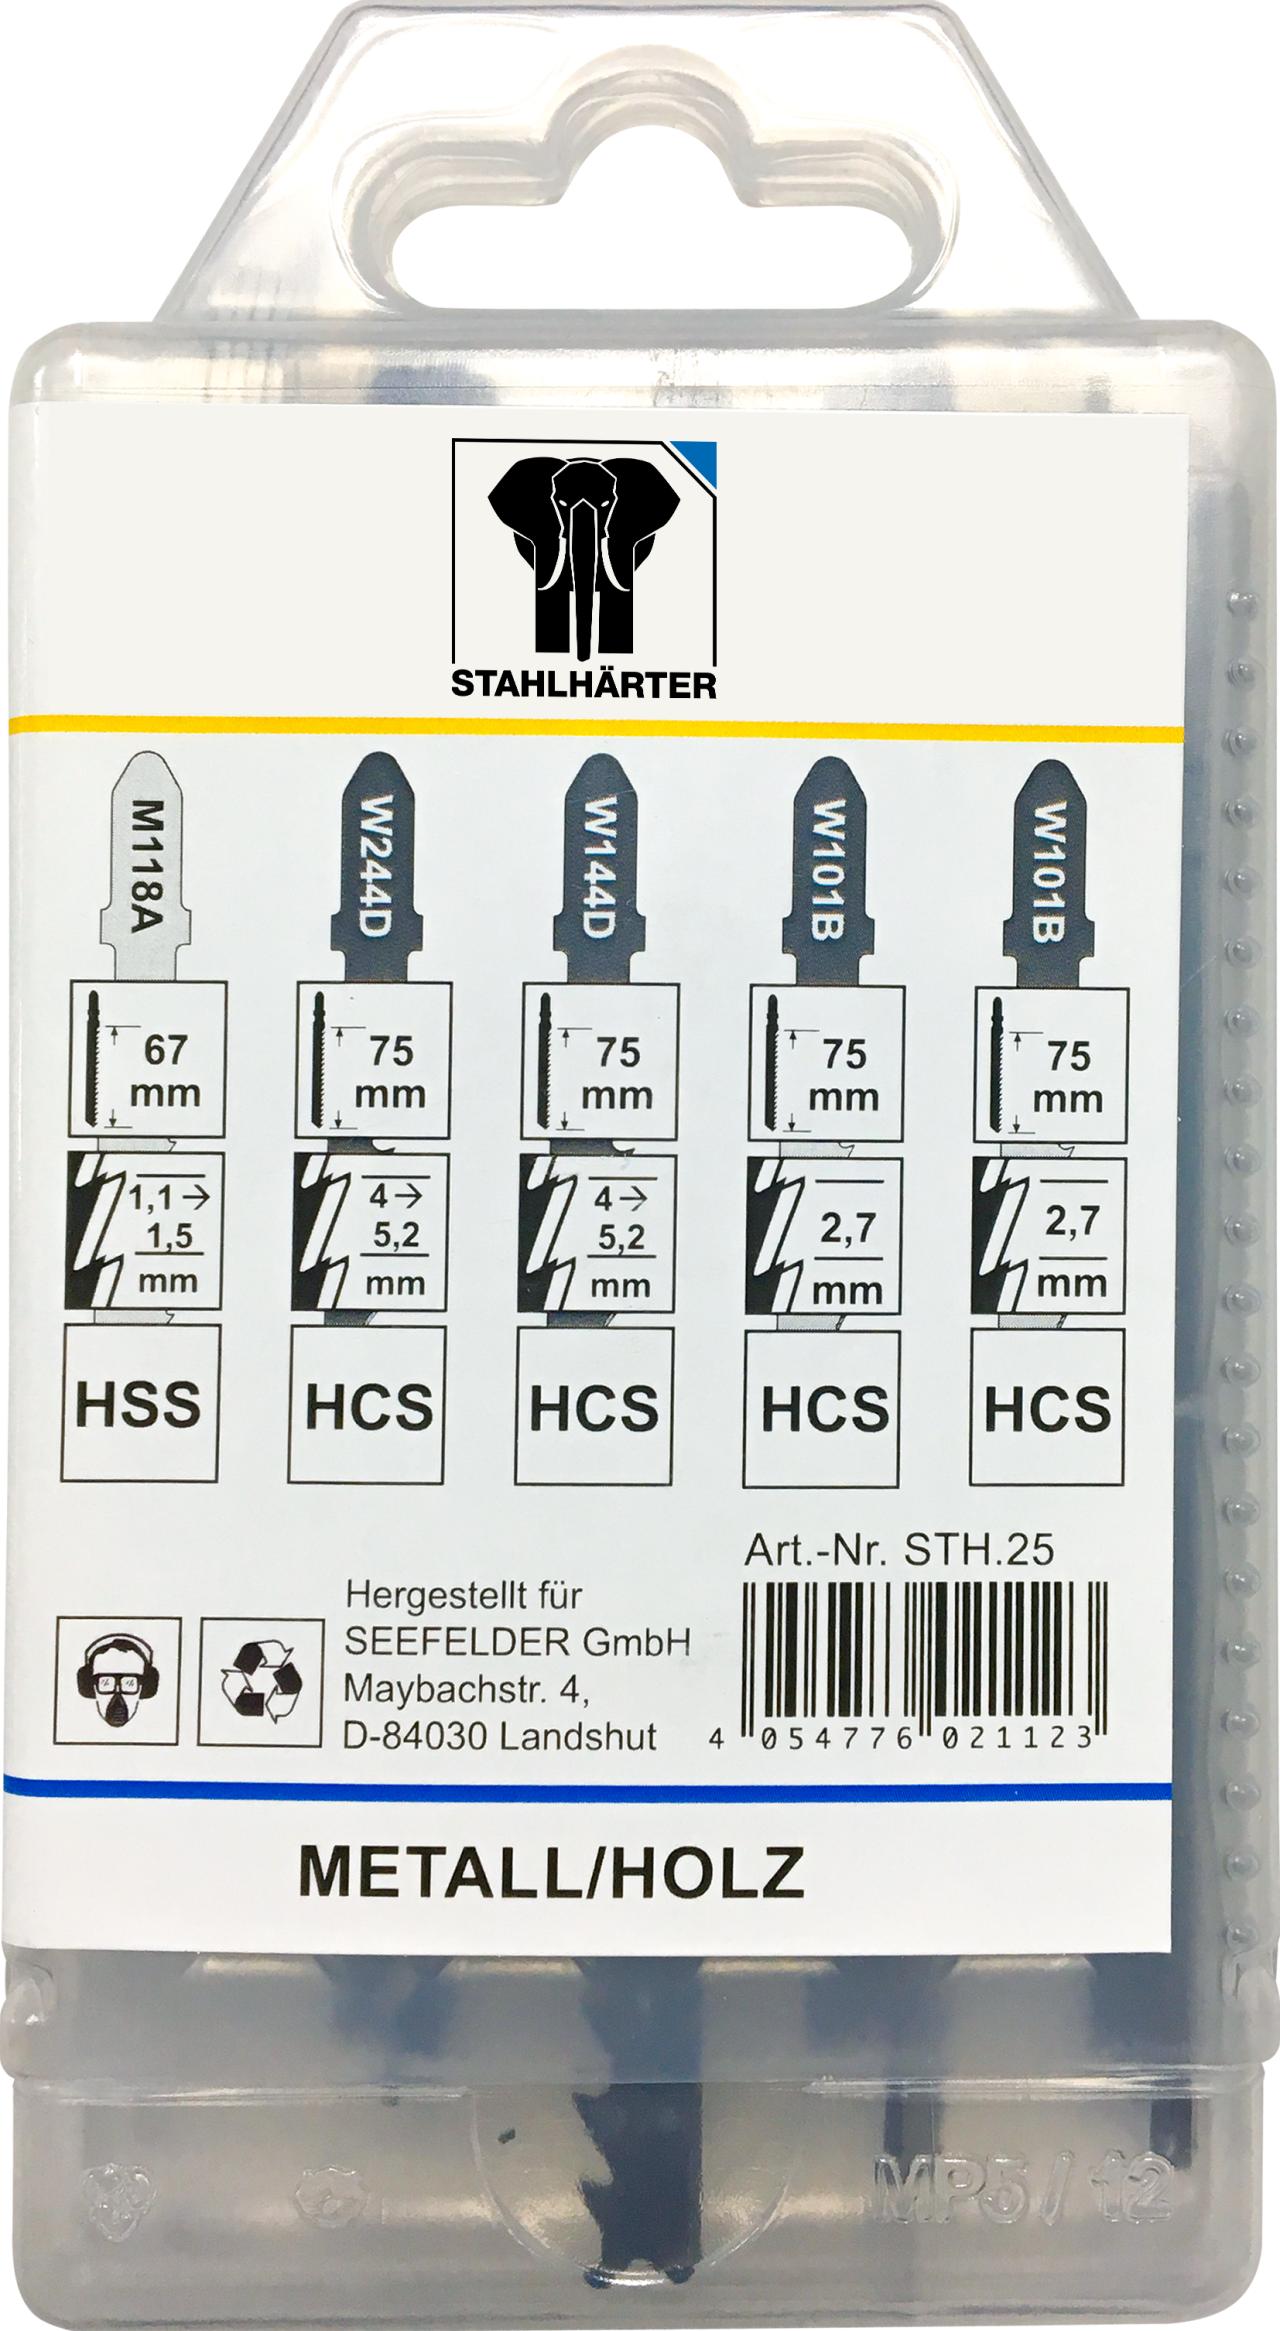 STAHLHÄRTER
M118A
W244D
W144D
W101B
W101B
67
mm
75
mm
75
mm
75
mm
75
mm
1,1→
1,5
mm
4→
5,2
mm
4→
5,2
mm
2,7
mm
2,7
mm
HSS
HCS
HCS
HCS
HCS
Art.-Nr. STH.25
Hergestellt für
SEEFELDER GmbH
Maybachstr. 4,
D-84030 Landshut
4 054776 021123
METALL/HOLZ
MP5/12